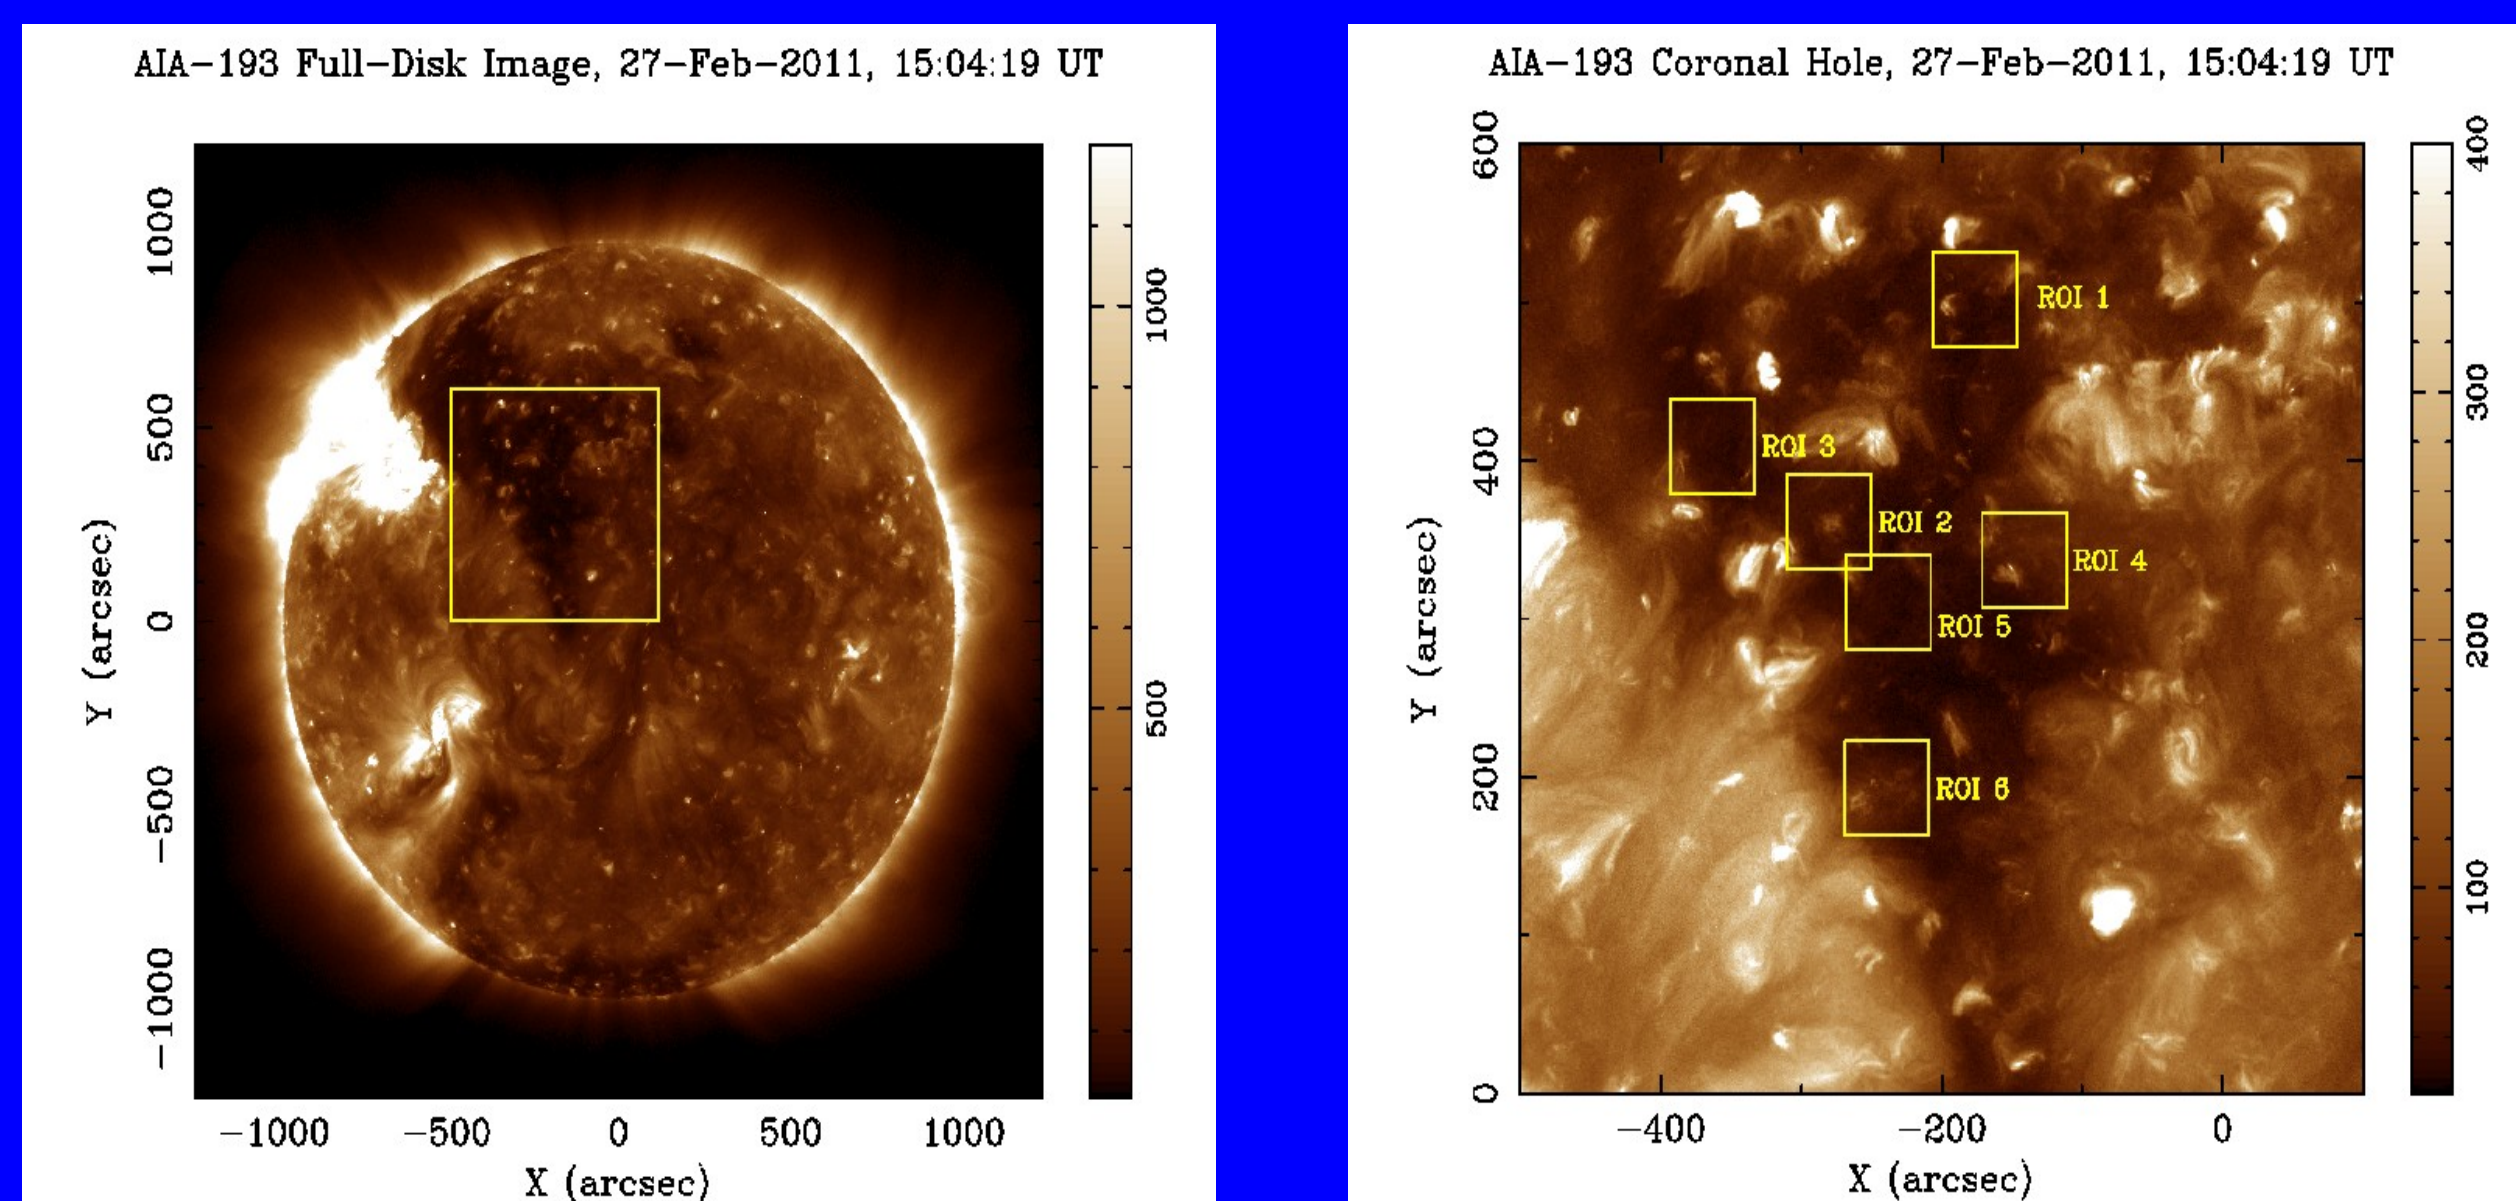 AIA-193 Full-Disk Image, 27-Feb-2011, 15:04:19 UT
1000
500
0
-500
-1000
Y (arcsec)
-1000 -500 0 500 1000
X (arcsec)
1000
500
AIA-193 Coronal Hole, 27-Feb-2011, 15:04:19 UT
600
400
200
0
Y (arcsec)
ROI 1
ROI 3
ROI 2
ROI 4
ROI 5
ROI 6
-400 -200 0
X (arcsec)
400
300
200
100